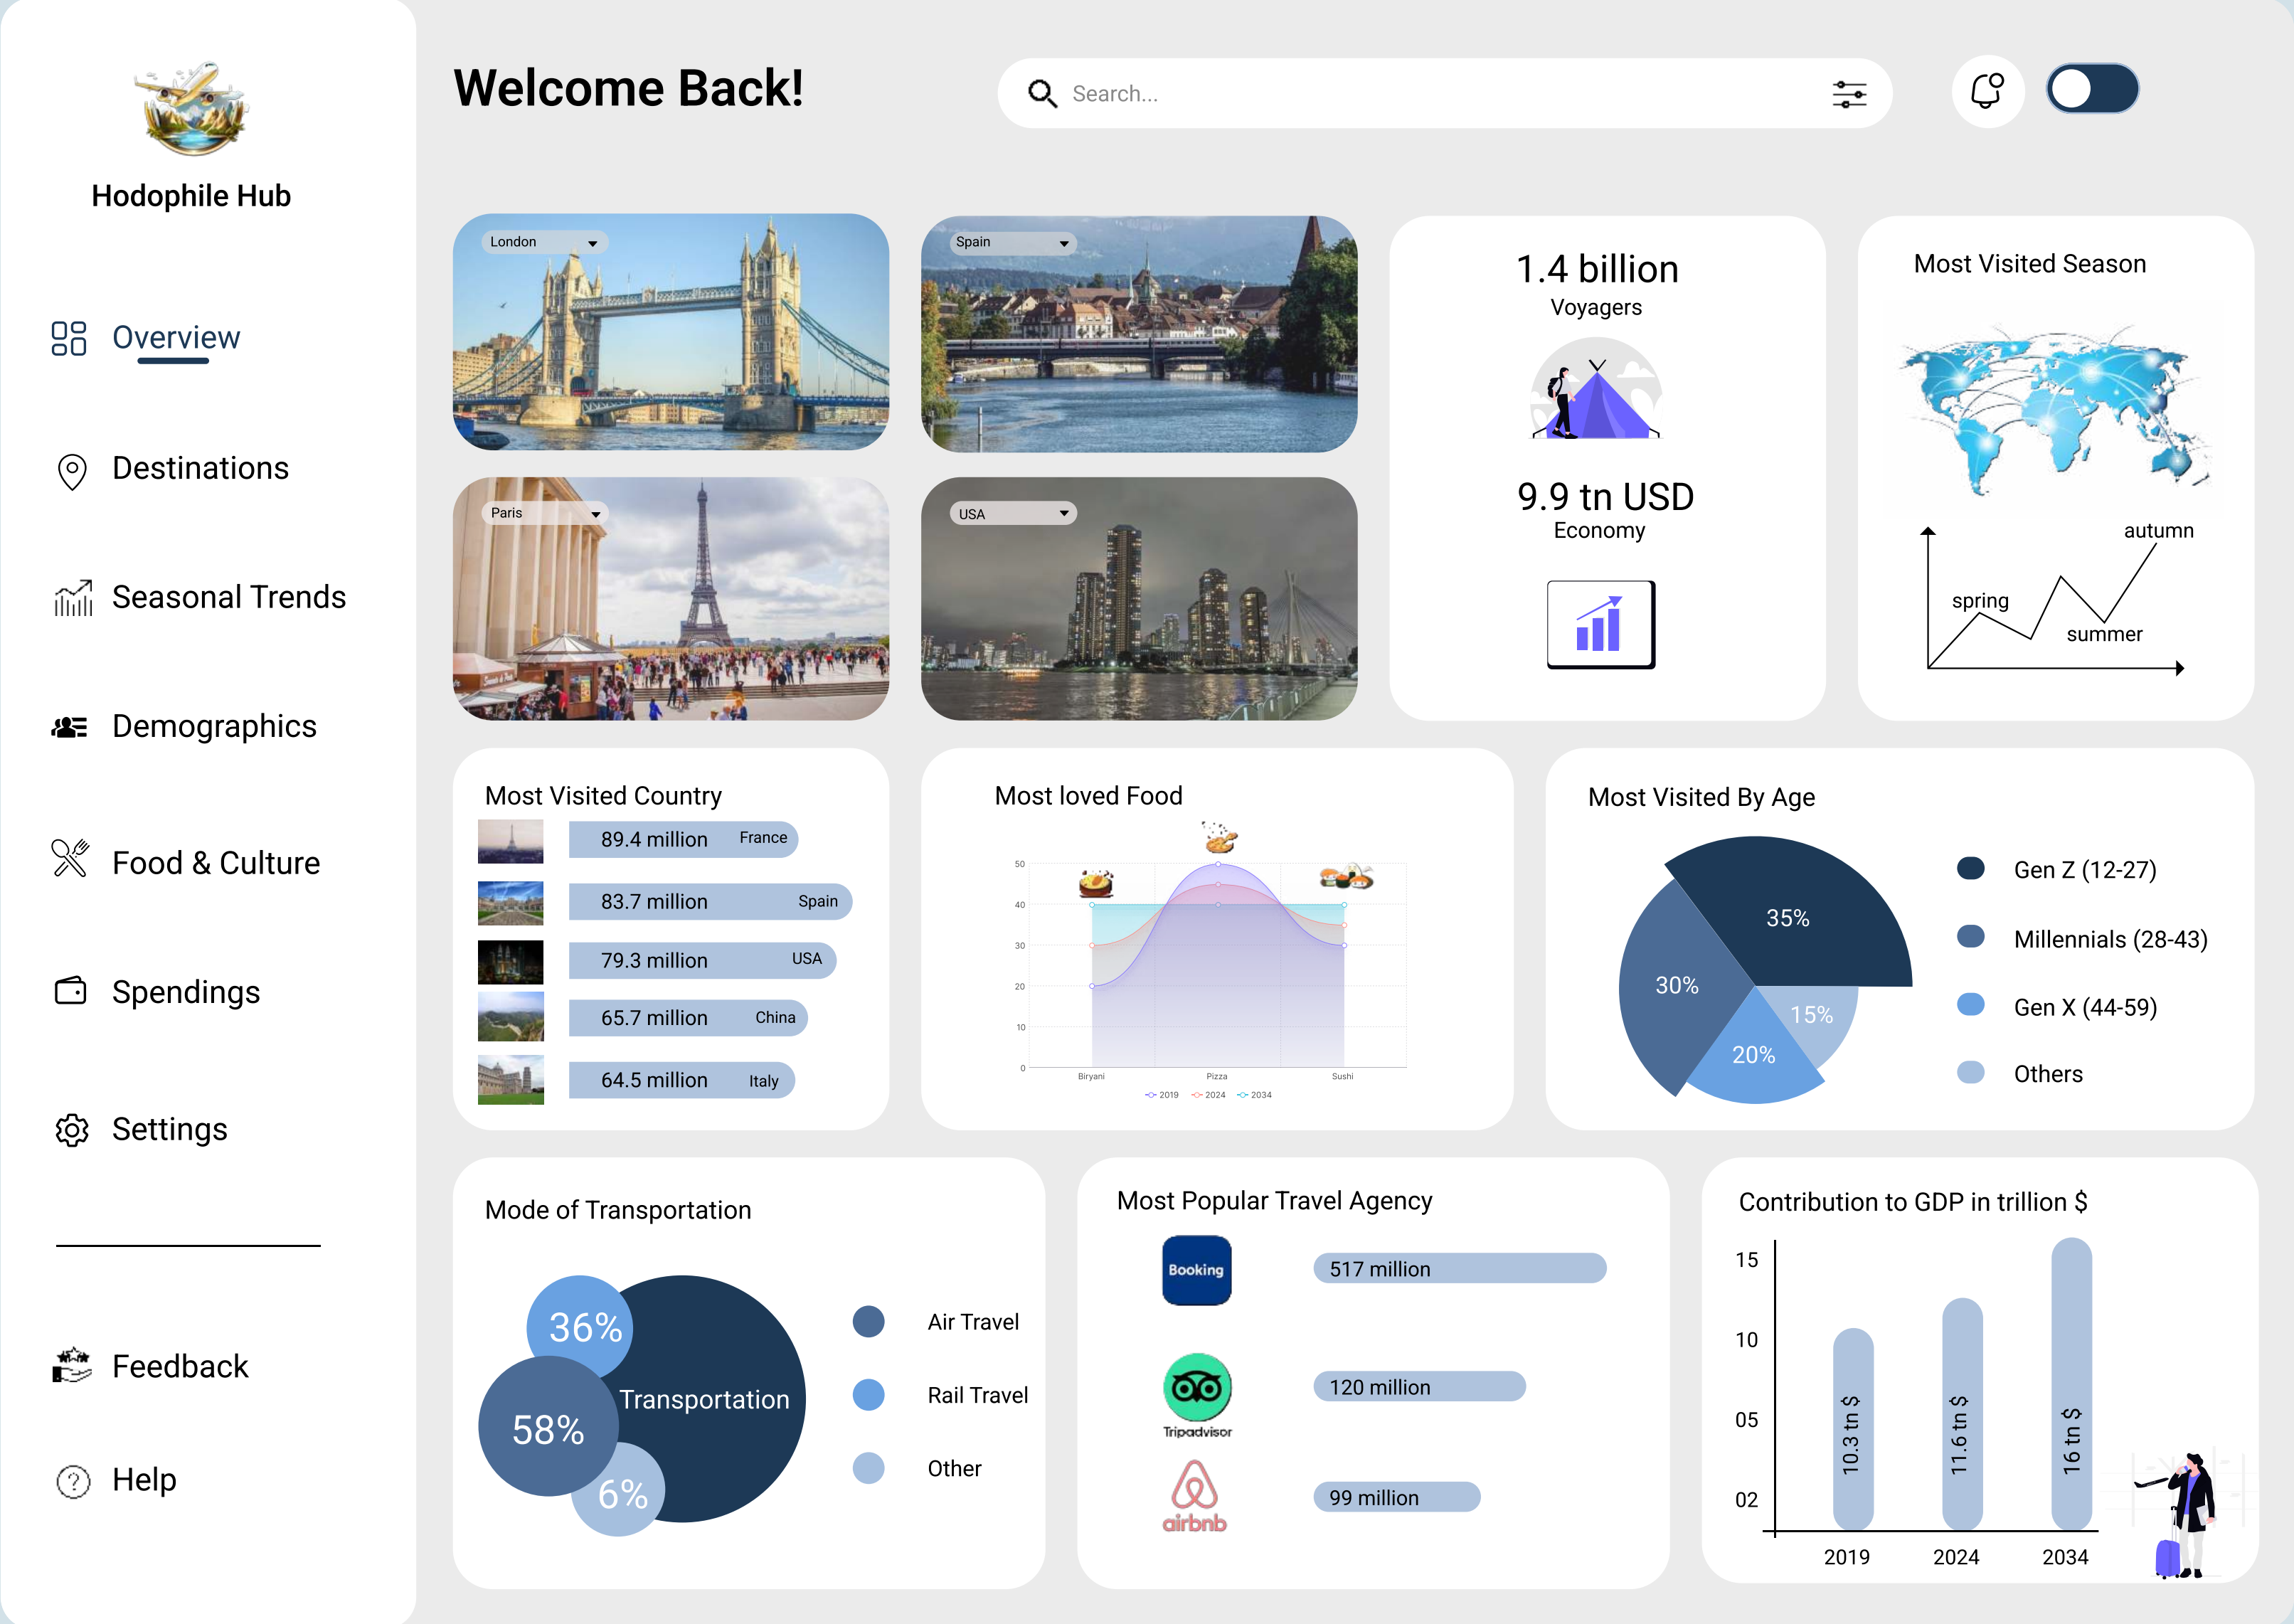 Hodophile Hub
Overview
Destinations
Seasonal Trends
Demographics
Food & Culture
Spendings
Settings
Feedback
Help
Welcome Back!
Search...
London
Spain
Paris
USA
1.4 billion
Voyagers
9.9 tn USD
Economy
Most Visited Season
autumn
spring
summer
Most Visited Country
89.4 million France
83.7 million Spain
79.3 million USA
65.7 million China
64.5 million Italy
Most loved Food
50
40
30
20
10
0
Biryani Pizza Sushi
2019 2024 2034
Most Visited By Age
35%
30%
15%
20%
Gen Z (12-27)
Millennials (28-43)
Gen X (44-59)
Others
Mode of Transportation
36%
Transportation
58%
6%
Air Travel
Rail Travel
Other
Most Popular Travel Agency
Booking
517 million
120 million
Tripadvisor
99 million
airbnb
Contribution to GDP in trillion $
15
10
05
02
10.3 tn $
11.6 tn $
16 tn $
2019 2024 2034